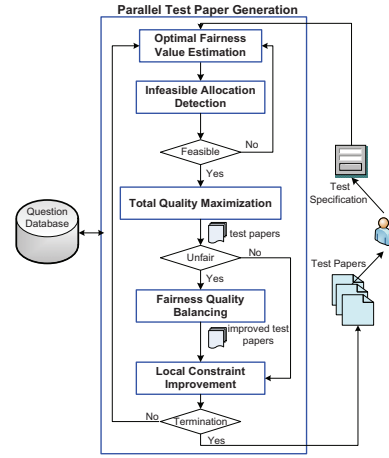 Parallel Test Paper Generation
Optimal Fairness
Value Estimation
Infeasible Allocation
Detection
Feasible
No
Yes
Total Quality Maximization
test papers
Unfair
No
Yes
Fairness Quality
Balancing
improved test
papers
Local Constraint
Improvement
No
Termination
Yes
Question
Database
Test
Specification
Test Papers